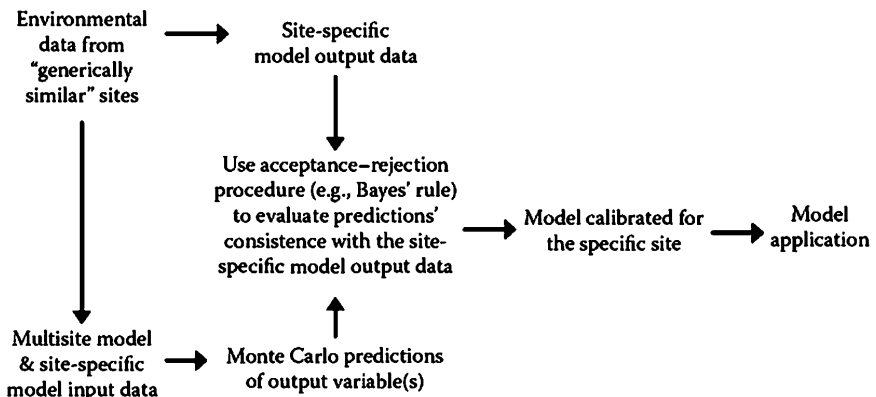 Environmental
data from
“generically
similar” sites
Site-specific
model output data
Use acceptance–rejection
procedure (e.g., Bayes’ rule)
to evaluate predictions’
consistence with the site-
specific model output data
Model calibrated for
the specific site
Model
application
Multisite model
& site-specific
model input data
Monte Carlo predictions
of output variable(s)